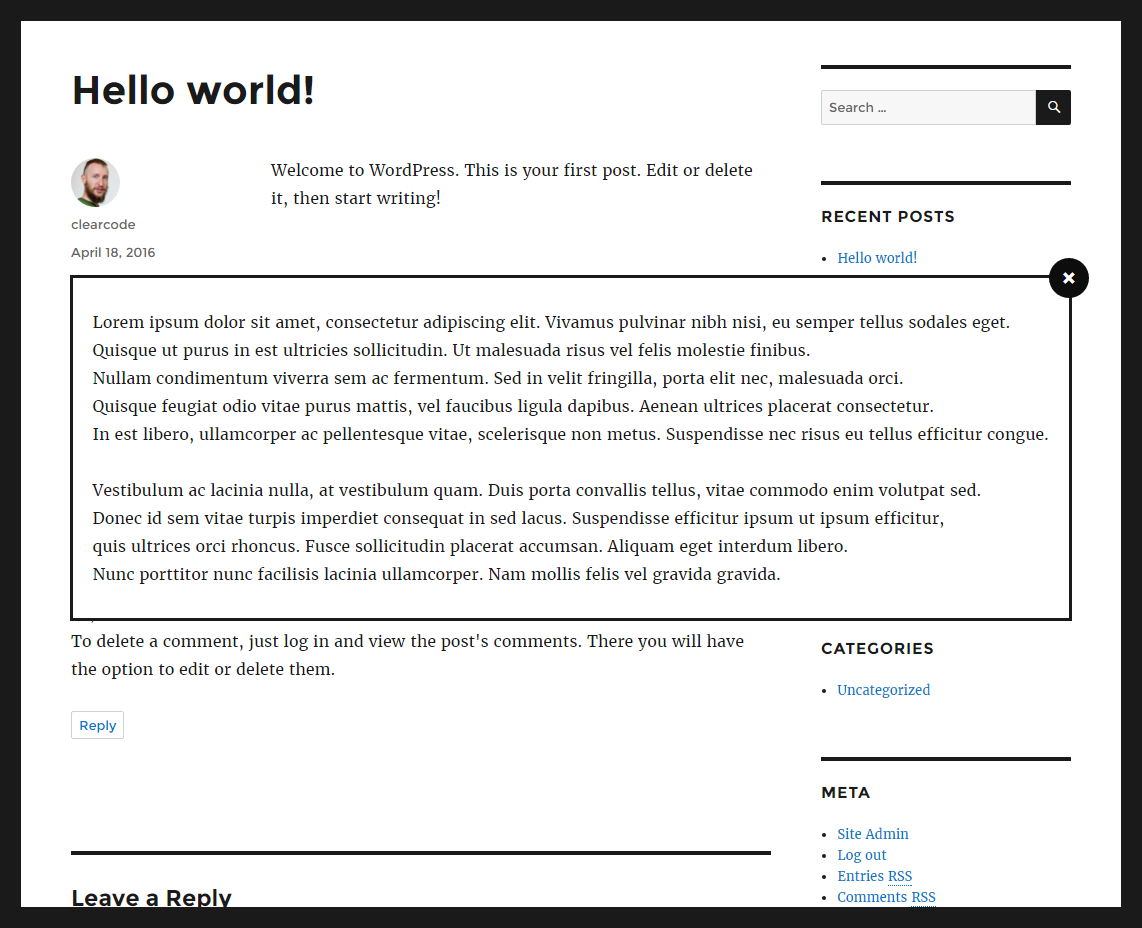 Hello world!
Search …
clearcode
April 18, 2016
Welcome to WordPress. This is your first post. Edit or delete
it, then start writing!
RECENT POSTS
Hello world!
Lorem ipsum dolor sit amet, consectetur adipiscing elit. Vivamus pulvinar nibh nisi, eu semper tellus sodales eget.
Quisque ut purus in est ultricies sollicitudin. Ut malesuada risus vel felis molestie finibus.
Nullam condimentum viverra sem ac fermentum. Sed in velit fringilla, porta elit nec, malesuada orci.
Quisque feugiat odio vitae purus mattis, vel faucibus ligula dapibus. Aenean ultrices placerat consectetur.
In est libero, ullamcorper ac pellentesque vitae, scelerisque non metus. Suspendisse nec risus eu tellus efficitur congue.
Vestibulum ac lacinia nulla, at vestibulum quam. Duis porta convallis tellus, vitae commodo enim volutpat sed.
Donec id sem vitae turpis imperdiet consequat in sed lacus. Suspendisse efficitur ipsum ut ipsum efficitur,
quis ultrices orci rhoncus. Fusce sollicitudin placerat accumsan. Aliquam eget interdum libero.
Nunc porttitor nunc facilisis lacinia ullamcorper. Nam mollis felis vel gravida gravida.
To delete a comment, just log in and view the post's comments. There you will have
the option to edit or delete them.
Reply
Leave a Reply
CATEGORIES
Uncategorized
META
Site Admin
Log out
Entries RSS
Comments RSS